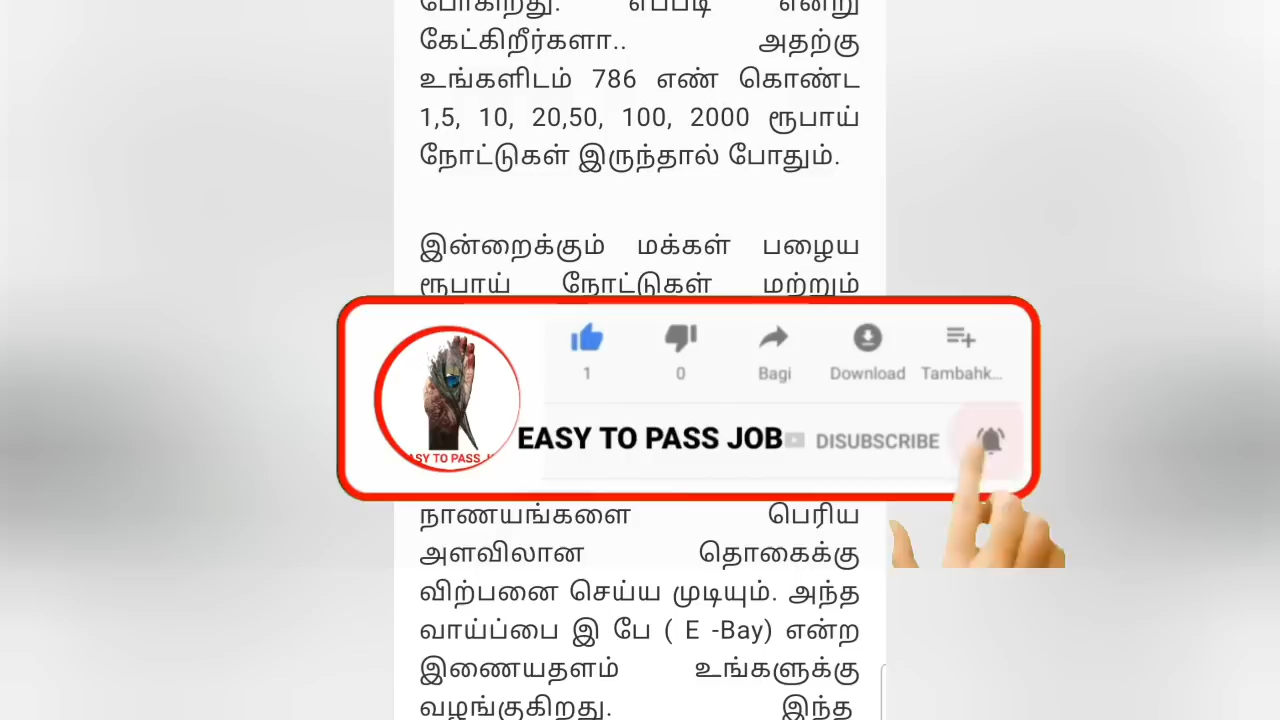 போகிறது. எப்படி என்று
கேட்கிறீர்களா.. அதற்கு
உங்களிடம் 786 எண் கொண்ட
1,5, 10, 20,50, 100, 2000 ரூபாய்
நோட்டுகள் இருந்தால் போதும்.
இன்றைக்கும் மக்கள் பழைய
ரூபாய் நோட்டுகள் மற்றும்
1 0 Bagi Download Tambahk...
EASY TO PASS JOB DISUBSCRIBE
நாணயங்களை பெரிய
அளவிலான தொகைக்கு
விற்பனை செய்ய முடியும். அந்த
வாய்ப்பை இ பே ( E -Bay) என்ற
இணையதளம் உங்களுக்கு
வழங்குகிறது. இந்த